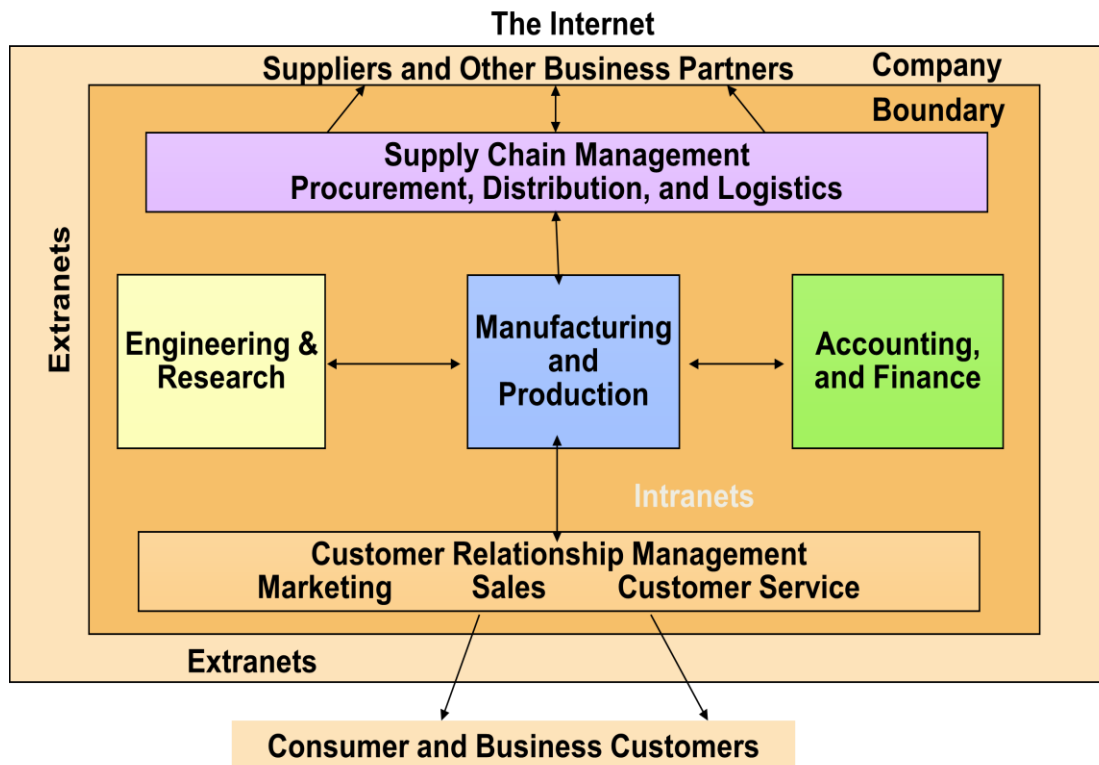 The Internet
Suppliers and Other Business Partners
Company
Boundary
Supply Chain Management
Procurement, Distribution, and Logistics
Extranets
Engineering &
Research
Manufacturing
and
Production
Accounting,
and Finance
Intranets
Customer Relationship Management
Marketing Sales Customer Service
Extranets
Consumer and Business Customers